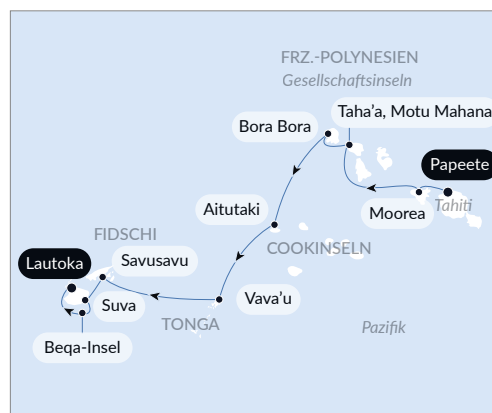 FRZ.-POLYNESIEN
Gesellschaftsinseln
Taha'a, Motu Mahana
Bora Bora
Papeete
Tahiti
Moorea
Aitutaki
COOKINSELN
FIDSCHI
Savusavu
Lautoka
Suva
Vava'u
TONGA
Pazifik
Beqa-Insel